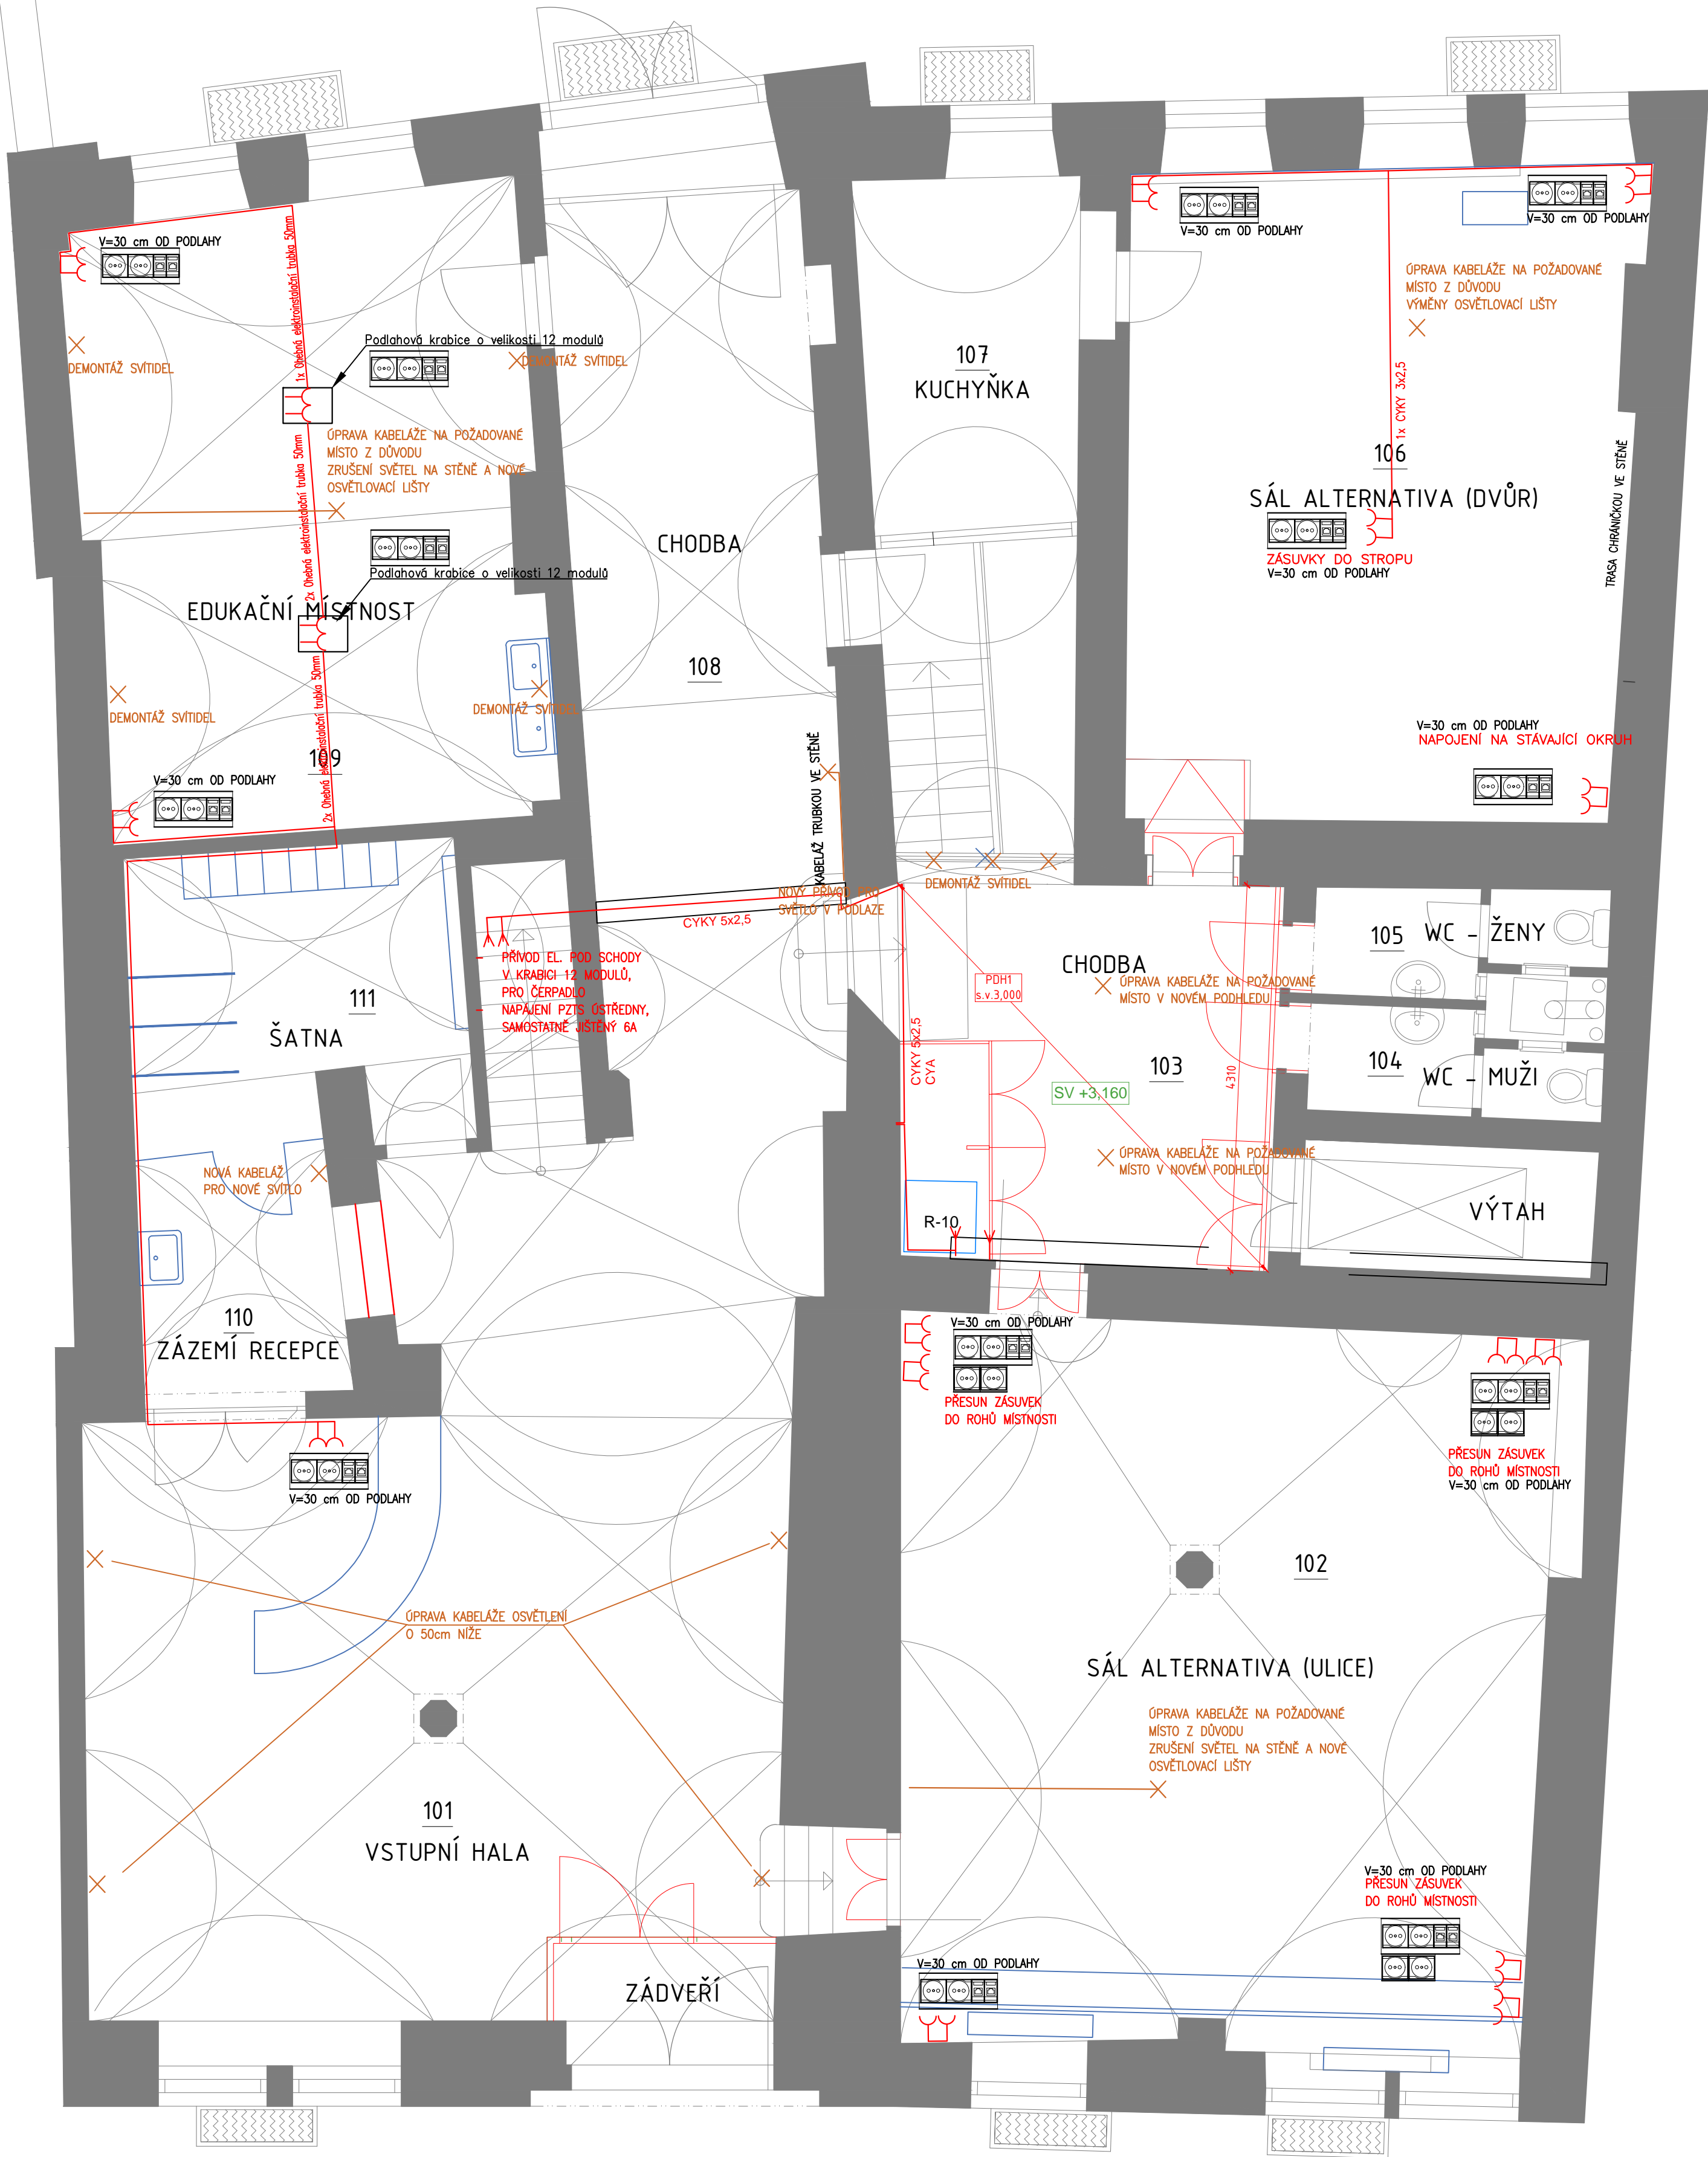 V=30 cm OD PODLAHY
1x Ohebná elektroinstalační trubka 50mm
DEMONTÁŽ SVÍTIDEL
Podlahová krabice o velikosti 12 modulů
DEMONTÁŽ SVÍTIDEL
ÚPRAVA KABELÁŽE NA POŽADOVANÉ
MÍSTO Z DŮVODU
ZRUŠENÍ SVĚTEL NA STĚNĚ A NOVÉ
OSVĚTLOVACÍ LIŠTY
2x Ohebná elektroinstalační trubka 50mm
Podlahová krabice o velikosti 12 modulů
EDUKAČNÍ MÍSTNOST
2x Ohebná elektroinstalační trubka 50mm
DEMONTÁŽ SVÍTIDEL
DEMONTÁŽ SVÍTIDEL
109
V=30 cm OD PODLAHY
CHODBA
108
KABELÁŽ TRUBKOU VE STĚNĚ
107
KUCHYŇKA
V=30 cm OD PODLAHY
V=30 cm OD PODLAHY
ÚPRAVA KABELÁŽE NA POŽADOVANÉ
MÍSTO Z DŮVODU
VÝMĚNY OSVĚTLOVACÍ LIŠTY
1x CYKY 3x2,5
106
SÁL ALTERNATIVA (DVŮR)
ZÁSUVKY DO STROPU
V=30 cm OD PODLAHY
TRASA CHRÁNIČKOU VE STĚNĚ
V=30 cm OD PODLAHY
NAPOJENÍ NA STÁVAJÍCÍ OKRUH
NOVÝ PŘÍVOD PRO
SVĚTLO V PODLAZE
DEMONTÁŽ SVÍTIDEL
CYKY 5x2,5
PŘÍVOD EL. POD SCHODY
V KRABICI 12 MODULŮ,
PRO ČERPADLO
NAPÁJENÍ PZTS ÚSTŘEDNY,
SAMOSTATNĚ JIŠTĚNÝ 6A
111
ŠATNA
CHODBA
PDH1
s.v.3,000
ÚPRAVA KABELÁŽE NA POŽADOVANÉ
MÍSTO V NOVÉM PODHLEDU
CYKY 5x2,5
CYA
103
SV +3,160
4310
ÚPRAVA KABELÁŽE NA POŽADOVANÉ
MÍSTO V NOVÉM PODHLEDU
R-10
105
WC - ŽENY
104
WC - MUŽI
VÝTAH
NOVÁ KABELÁŽ
PRO NOVÉ SVÍTLO
110
ZÁZEMÍ RECEPCE
V=30 cm OD PODLAHY
V=30 cm OD PODLAHY
PŘESUN ZÁSUVEK
DO ROHŮ MÍSTNOSTI
PŘESUN ZÁSUVEK
DO ROHŮ MÍSTNOSTI
V=30 cm OD PODLAHY
ÚPRAVA KABELÁŽE OSVĚTLENÍ
O 50cm NÍŽE
101
VSTUPNÍ HALA
ZÁDVEŘÍ
102
SÁL ALTERNATIVA (ULICE)
ÚPRAVA KABELÁŽE NA POŽADOVANÉ
MÍSTO Z DŮVODU
ZRUŠENÍ SVĚTEL NA STĚNĚ A NOVÉ
OSVĚTLOVACÍ LIŠTY
V=30 cm OD PODLAHY
PŘESUN ZÁSUVEK
DO ROHŮ MÍSTNOSTI
V=30 cm OD PODLAHY